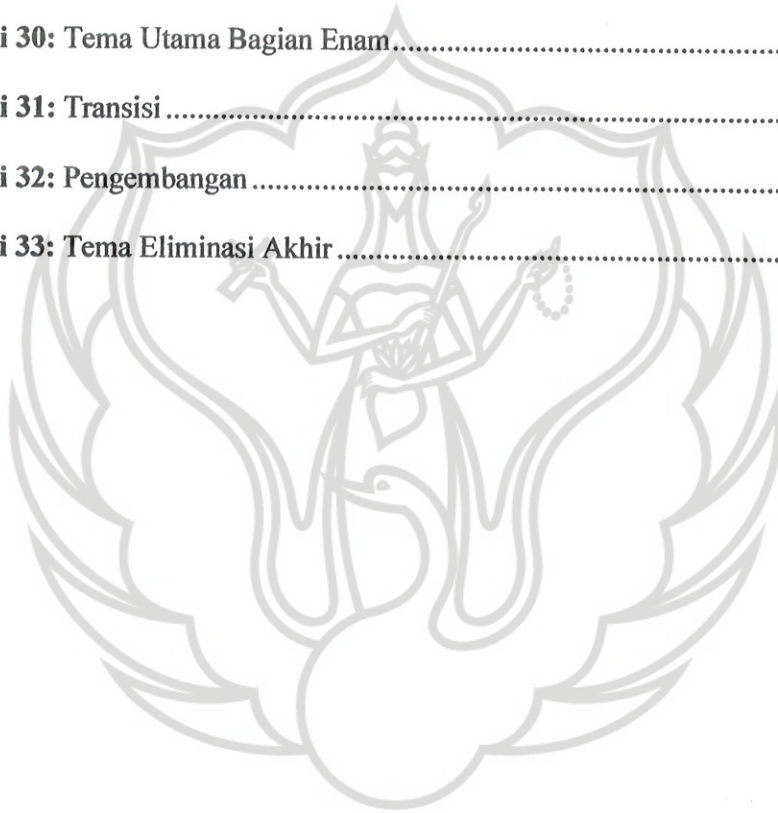 i 30: Tema Utama Bagian Enam..........................................................
i 31: Transisi..........................................................................................
i 32: Pengembangan..............................................................................
i 33: Tema Eliminasi Akhir..................................................................